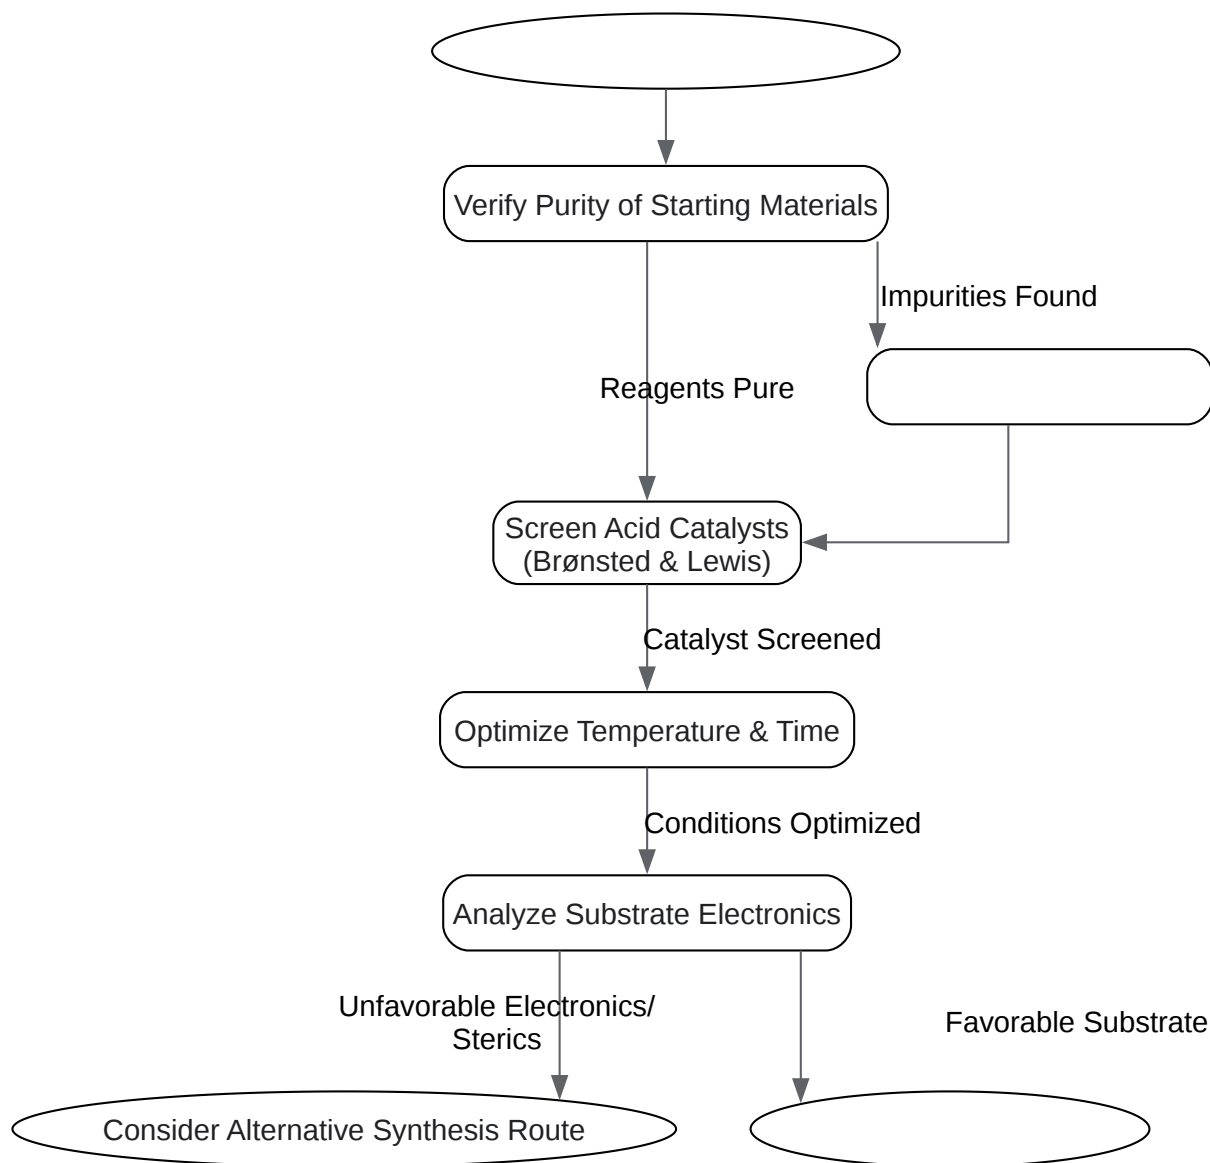 Verify Purity of Starting Materials
Impurities Found
Reagents Pure
Screen Acid Catalysts
(Brønsted & Lewis)
Catalyst Screened
Optimize Temperature & Time
Conditions Optimized
Analyze Substrate Electronics
Unfavorable Electronics/
Sterics
Favorable Substrate
Consider Alternative Synthesis Route